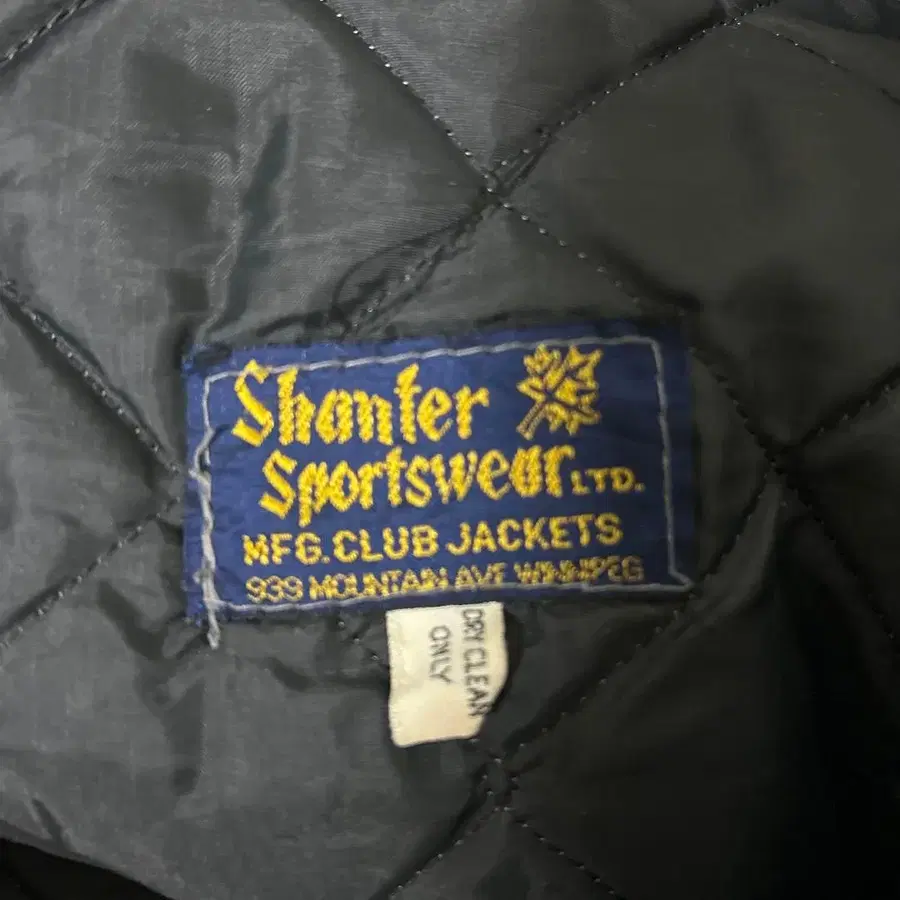 Shanter
Sportswear LTD.
MFG. CLUB JACKETS
939 MOUNTAIN AVE WINNIPEG
DRY CLEAN
ONLY